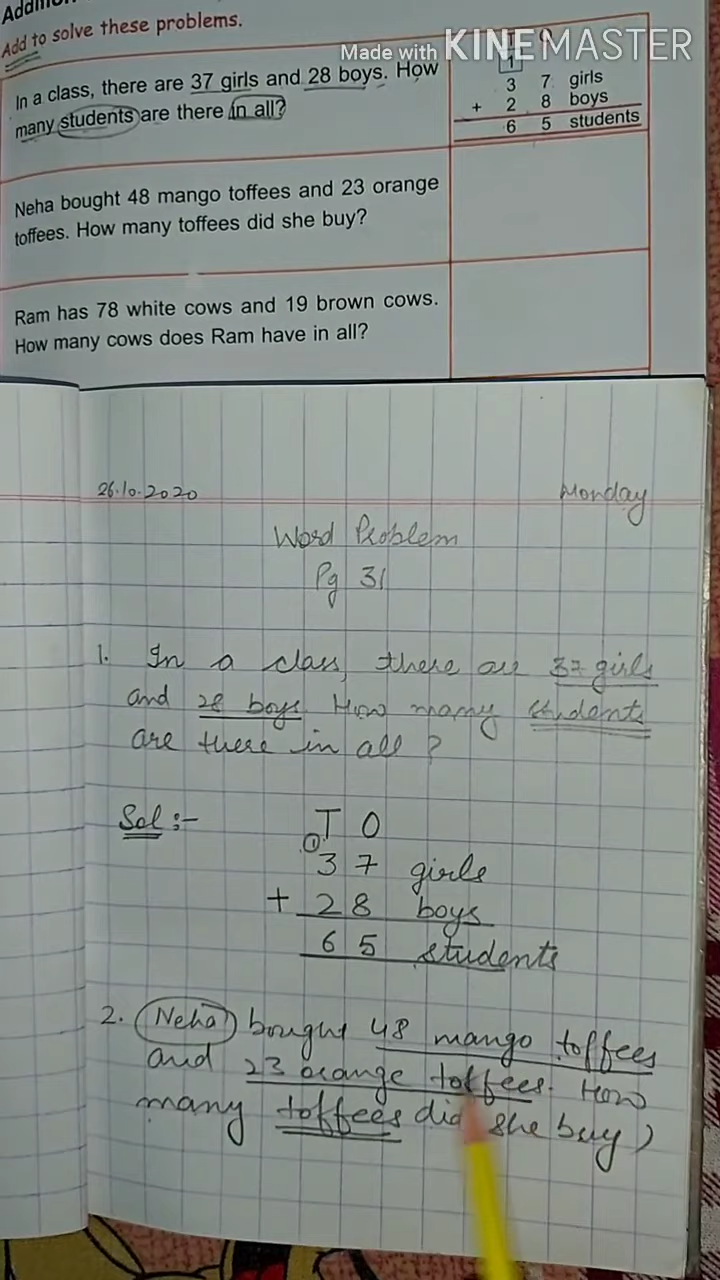 Add to solve these problems.
Made with KINEMASTER
In a class, there are 37 girls and 28 boys. How
many students are there in all?
1
3 7 girls
+ 2 8 boys
6 5 students
Neha bought 48 mango toffees and 23 orange
toffees. How many toffees did she buy?
Ram has 78 white cows and 19 brown cows.
How many cows does Ram have in all?
26.10.2020 Monday
Word Problem
Pg 31
1. In a class, there are 37 girls
and 28 boys. How many students
are there in all?
Sol:-
T O
1
3 7 girls
+ 2 8 boys
6 5 students
2. Neha bought 48 mango toffees
and 23 orange toffees. How
many toffees did she buy)